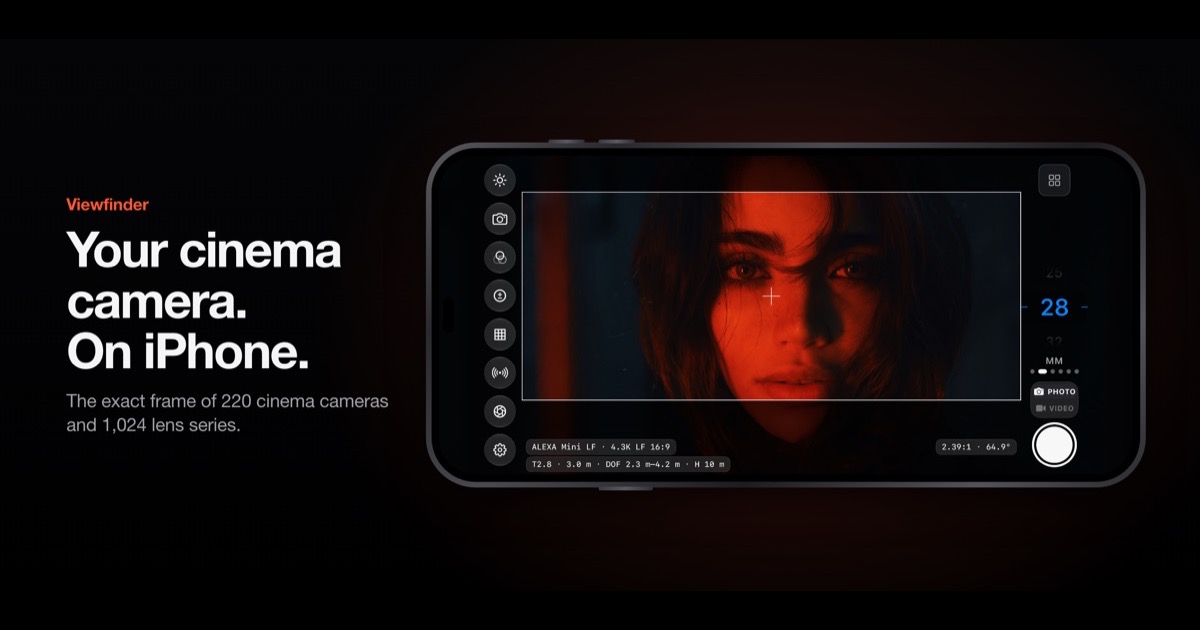 Viewfinder
Your cinema
camera.
On iPhone.
The exact frame of 220 cinema cameras
and 1,024 lens series.
25
28
32
MM
PHOTO
VIDEO
ALEXA Mini LF · 4.3K LF 16:9
2.39:1 · 64.9°
T2.8 · 3.0 m · DOF 2.3 m–4.2 m · H 10 m